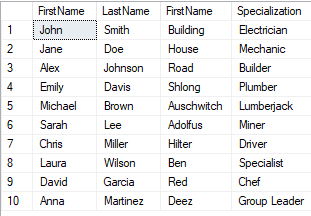 FirstName LastName FirstName Specialization
1 John Smith Building Electrician
2 Jane Doe House Mechanic
3 Alex Johnson Road Builder
4 Emily Davis Shlong Plumber
5 Michael Brown Auschwitch Lumberjack
6 Sarah Lee Adolfus Miner
7 Chris Miller Hilter Driver
8 Laura Wilson Ben Specialist
9 David Garcia Red Chef
10 Anna Martinez Deez Group Leader